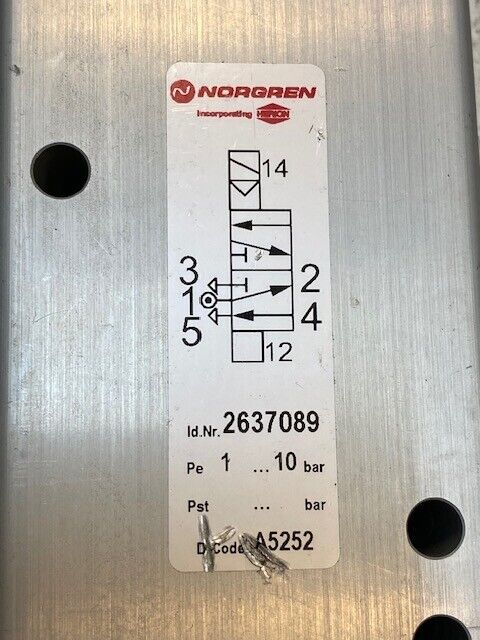 NORGREN
Incorporating HERION
14
3
1
2
5
4
12
Id.Nr. 2637089
Pe 1 ... 10 bar
Pst ... bar
D Code A5252